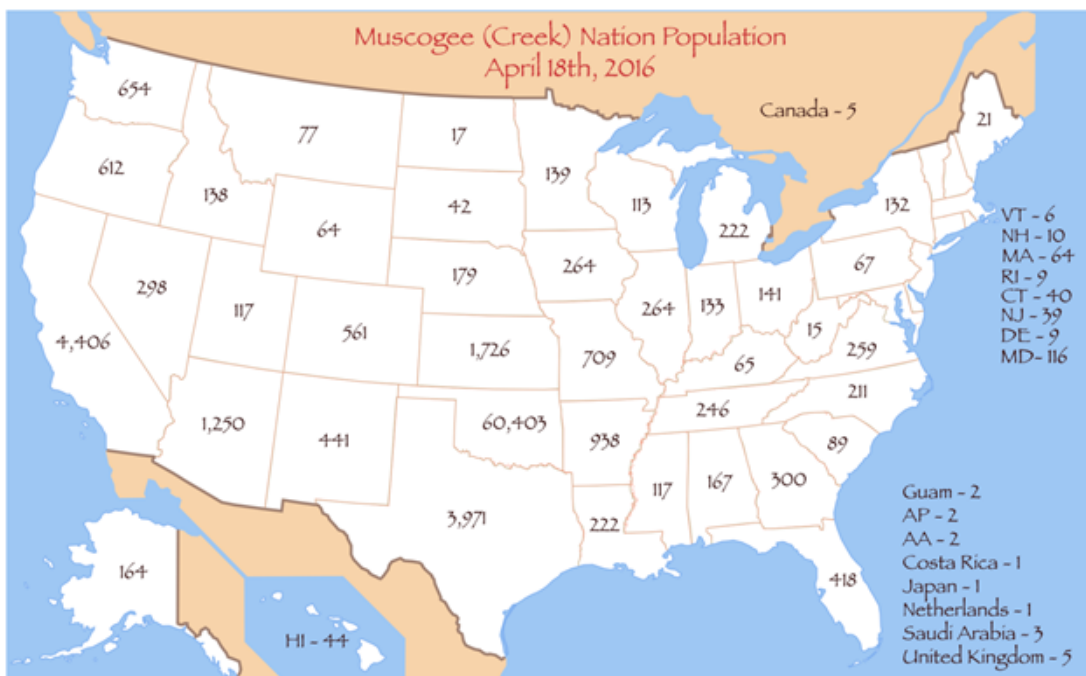 Muscogee (Creek) Nation Population
April 18th, 2016
Canada - 5
654
77
17
21
612
138
139
42
113
64
222
132
VT - 6
NH - 10
MA - 64
RI - 9
CT - 40
NJ - 39
DE - 9
MD - 116
298
117
179
264
67
264
133
141
561
15
4,406
1,726
709
259
65
211
1,250
441
60,403
938
246
89
117
167
300
3,971
222
Guam - 2
AP - 2
AA - 2
Costa Rica - 1
Japan - 1
Netherlands - 1
Saudi Arabia - 3
United Kingdom - 5
164
418
HI - 44